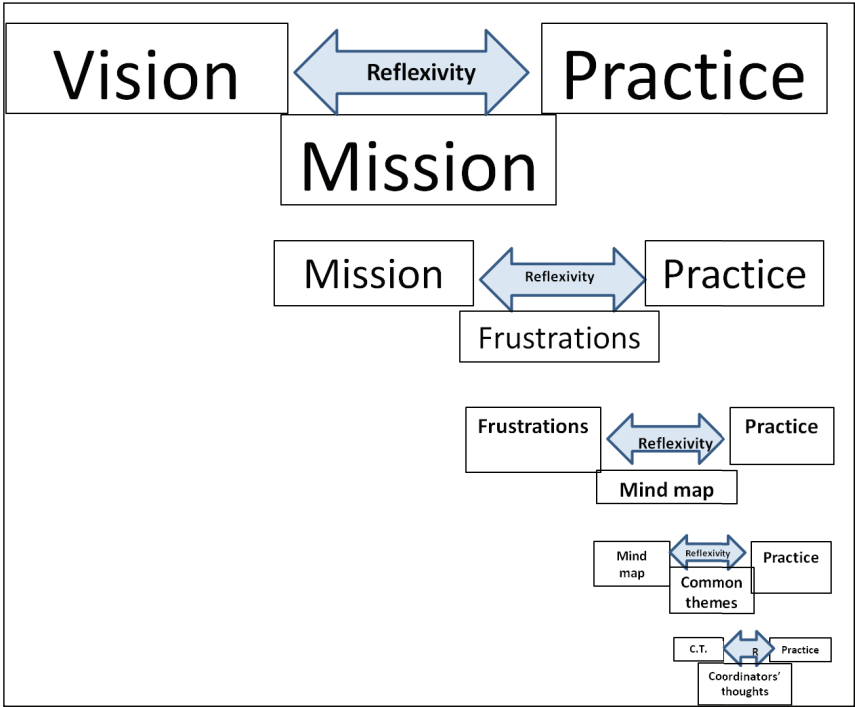 Vision
Reflexivity
Practice
Mission
Mission
Reflexivity
Practice
Frustrations
Frustrations
Reflexivity
Practice
Mind map
Mind
map
Reflexivity
Practice
Common
themes
C.T.
R
Practice
Coordinators’
thoughts